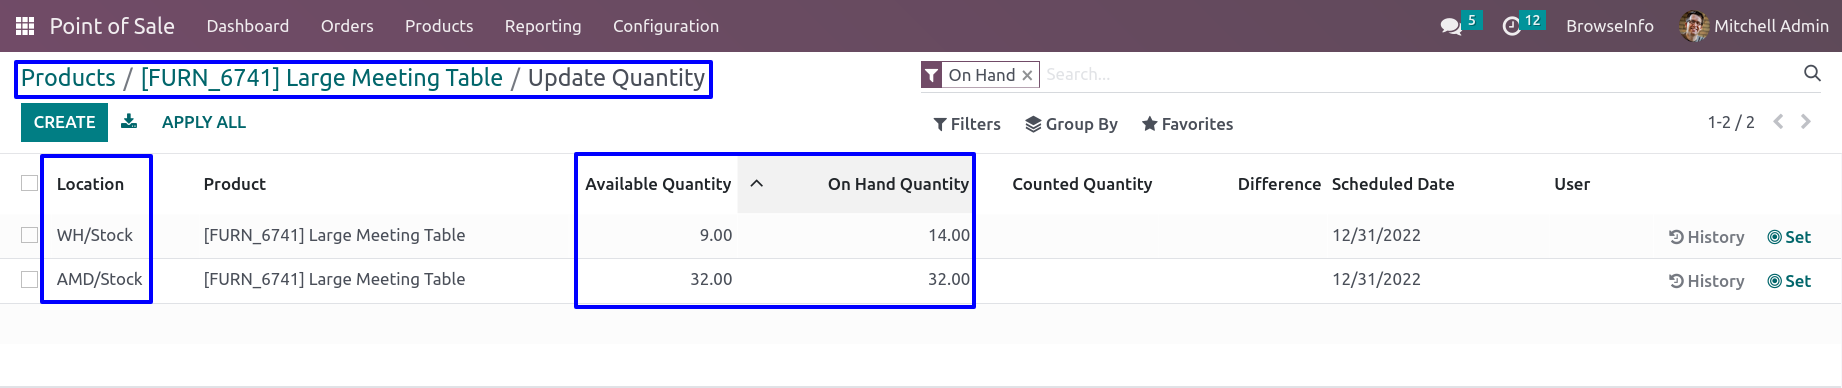 Point of Sale Dashboard Orders Products Reporting Configuration 5 12 BrowseInfo Mitchell Admin
Products / [FURN_6741] Large Meeting Table / Update Quantity On Hand × Search...
CREATE APPLY ALL Filters Group By Favorites 1-2 / 2
Location Product Available Quantity On Hand Quantity Counted Quantity Difference Scheduled Date User
WH/Stock [FURN_6741] Large Meeting Table 9.00 14.00 12/31/2022 History Set
AMD/Stock [FURN_6741] Large Meeting Table 32.00 32.00 12/31/2022 History Set